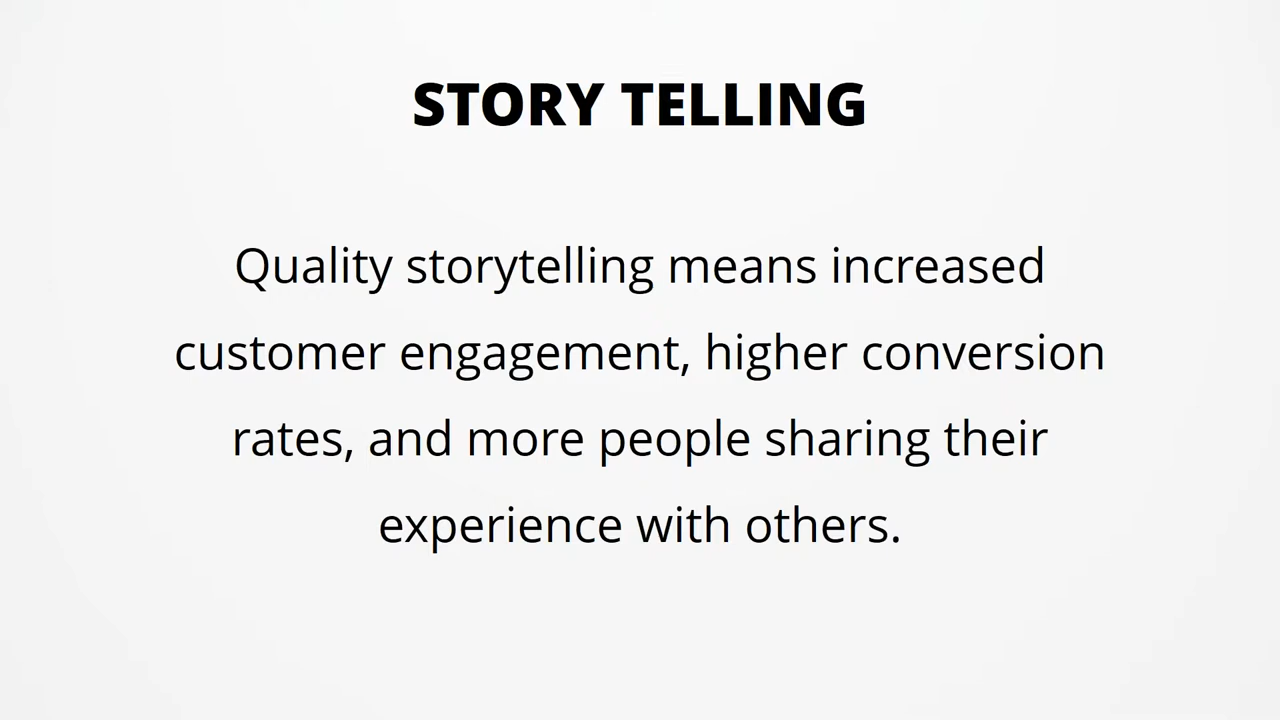 STORY TELLING
Quality storytelling means increased
customer engagement, higher conversion
rates, and more people sharing their
experience with others.